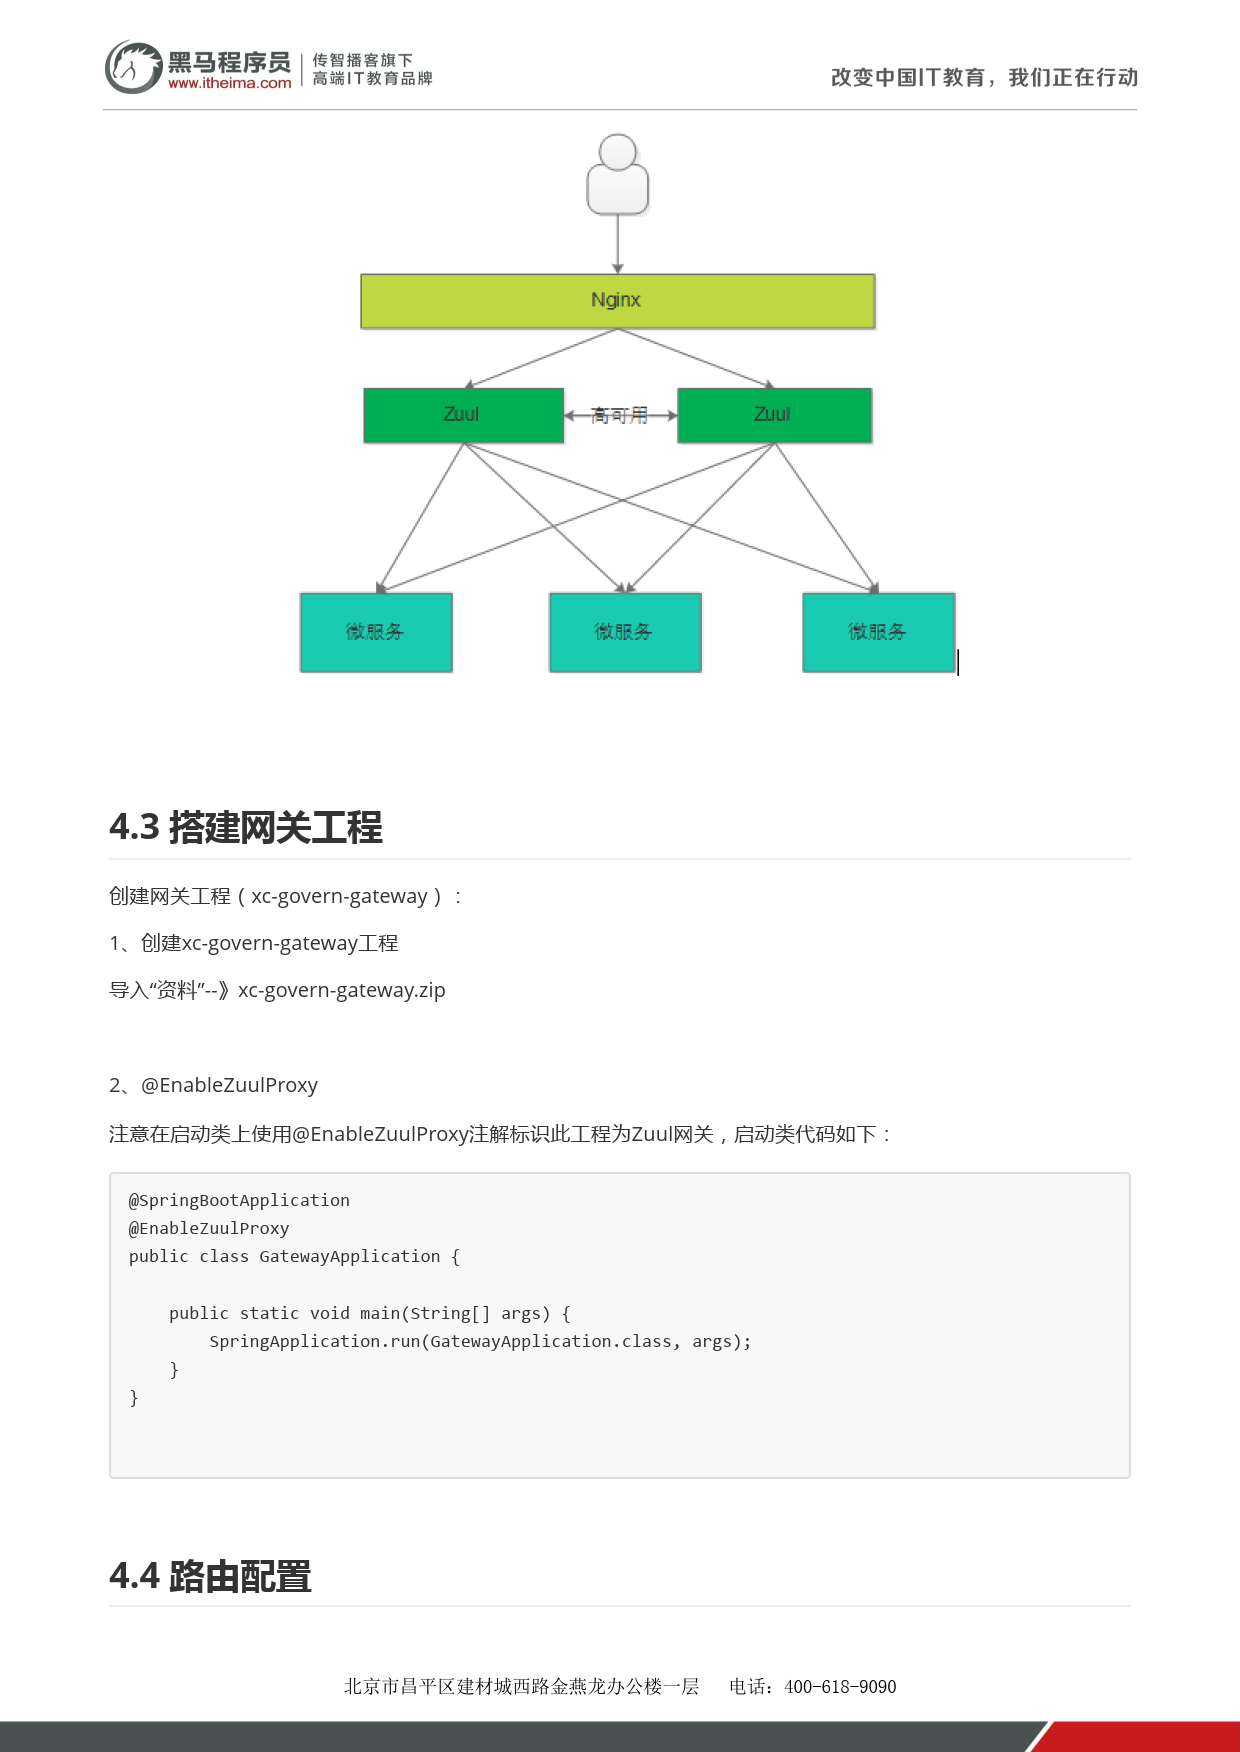 黑马程序员
www.itheima.com
传智播客旗下
高端IT教育品牌
改变中国IT教育，我们正在行动
Nginx
Zuul
高可用
Zuul
微服务
微服务
微服务
4.3 搭建网关工程
创建网关工程（xc-govern-gateway）：
1、创建xc-govern-gateway工程
导入“资料”--》xc-govern-gateway.zip
2、@EnableZuulProxy
注意在启动类上使用@EnableZuulProxy注解标识此工程为Zuul网关，启动类代码如下：
@SpringBootApplication
@EnableZuulProxy
public class GatewayApplication {
    public static void main(String[] args) {
        SpringApplication.run(GatewayApplication.class, args);
    }
}
4.4 路由配置
北京市昌平区建材城西路金燕龙办公楼一层 电话：400-618-9090